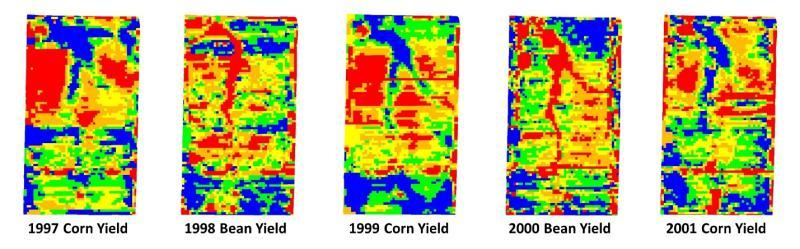 1997 Corn Yield
1998 Bean Yield
1999 Corn Yield
2000 Bean Yield
2001 Corn Yield